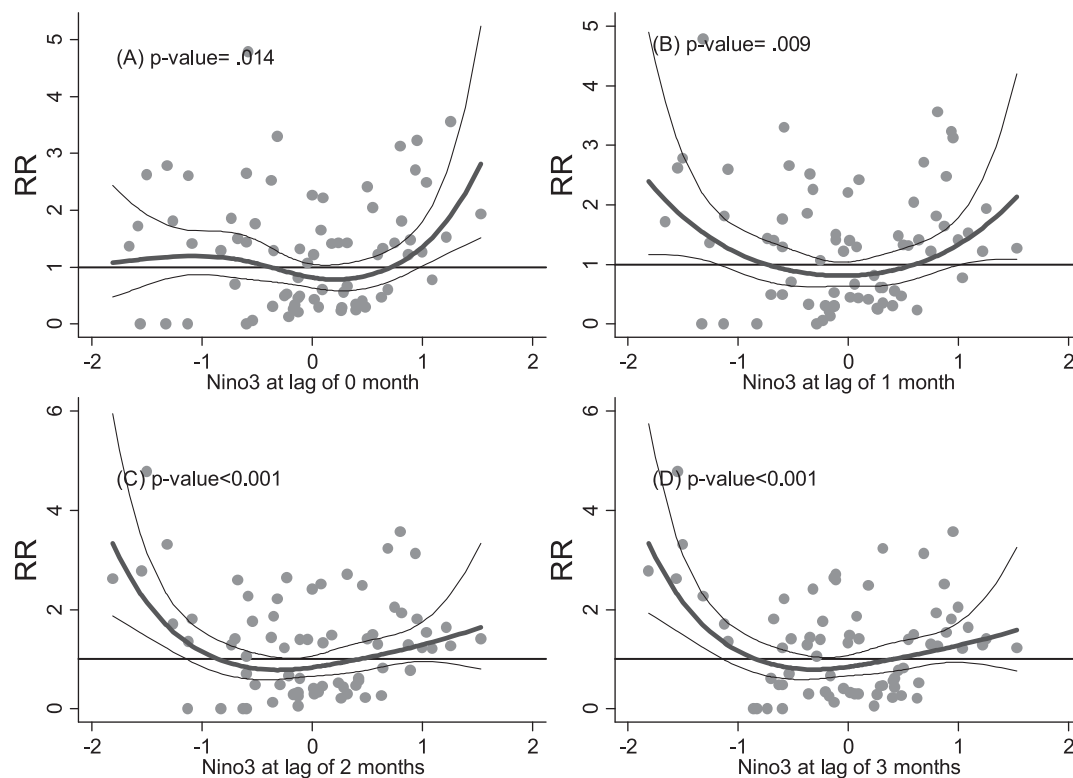 (A) p-value= .014
RR
5
4
3
2
1
0
-2 -1 0 1 2
Nino3 at lag of 0 month
(B) p-value= .009
RR
5
4
3
2
1
0
-2 -1 0 1 2
Nino3 at lag of 1 month
(C) p-value<0.001
RR
6
4
2
0
-2 -1 0 1 2
Nino3 at lag of 2 months
(D) p-value<0.001
RR
6
4
2
0
-2 -1 0 1 2
Nino3 at lag of 3 months